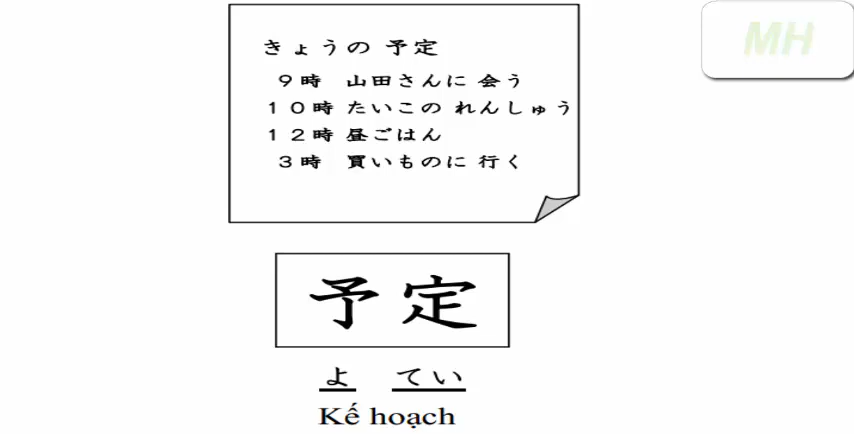 MH
きょうの 予定
9時 山田さんに 会う
10時 たいこの れんしゅう
12時 昼ごはん
3時 買いものに 行く
予定
よ てい
Kế hoạch